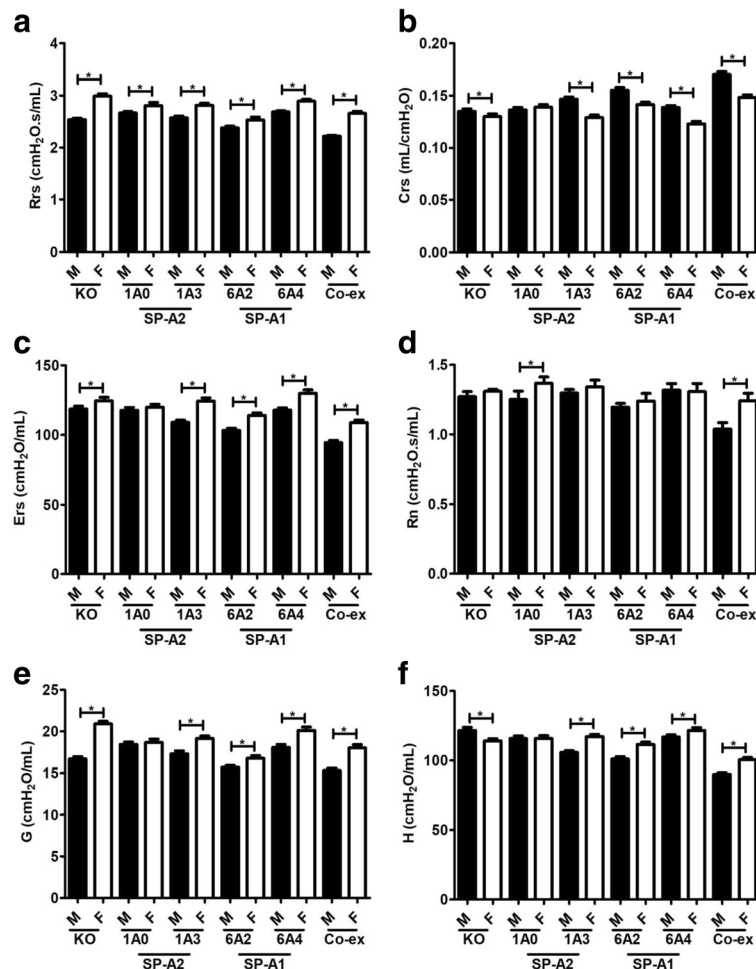 a
Rrs (cmH₂O.s/mL)
4
3
2
1
0
* * * * * *
M F M F M F M F M F M F
KO 1A0 1A3 6A2 6A4 Co-ex
SP-A2 SP-A1
b
Crs (mL/cmH₂O)
0.20
0.15
0.10
0.05
0.00
* * * * *
M F M F M F M F M F M F
KO 1A0 1A3 6A2 6A4 Co-ex
SP-A2 SP-A1
c
Ers (cmH₂O/mL)
150
100
50
0
* * * * *
M F M F M F M F M F M F
KO 1A0 1A3 6A2 6A4 Co-ex
SP-A2 SP-A1
d
Rn (cmH₂O.s/mL)
1.5
1.0
0.5
0.0
* *
M F M F M F M F M F M F
KO 1A0 1A3 6A2 6A4 Co-ex
SP-A2 SP-A1
e
G (cmH₂O/mL)
25
20
15
10
5
0
* * * * *
M F M F M F M F M F M F
KO 1A0 1A3 6A2 6A4 Co-ex
SP-A2 SP-A1
f
H (cmH₂O/mL)
150
100
50
0
* * * * *
M F M F M F M F M F M F
KO 1A0 1A3 6A2 6A4 Co-ex
SP-A2 SP-A1